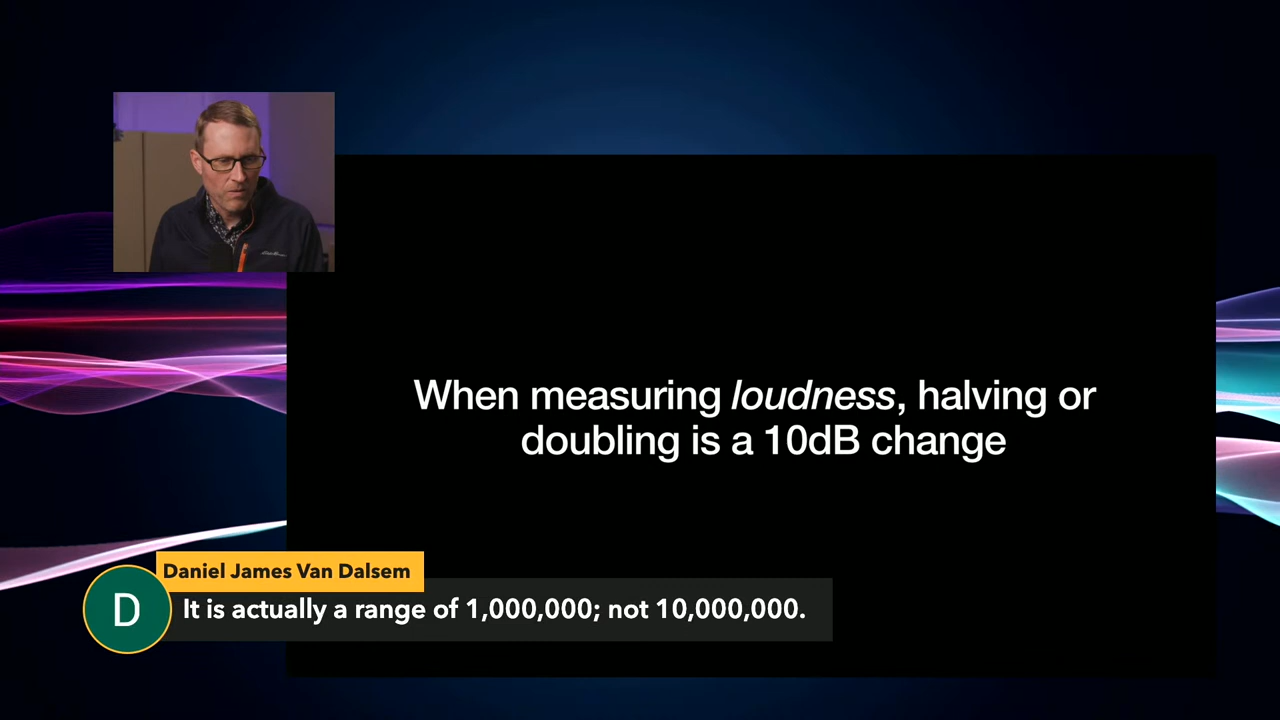 When measuring loudness, halving or
doubling is a 10dB change
Daniel James Van Dalsem
D
It is actually a range of 1,000,000; not 10,000,000.